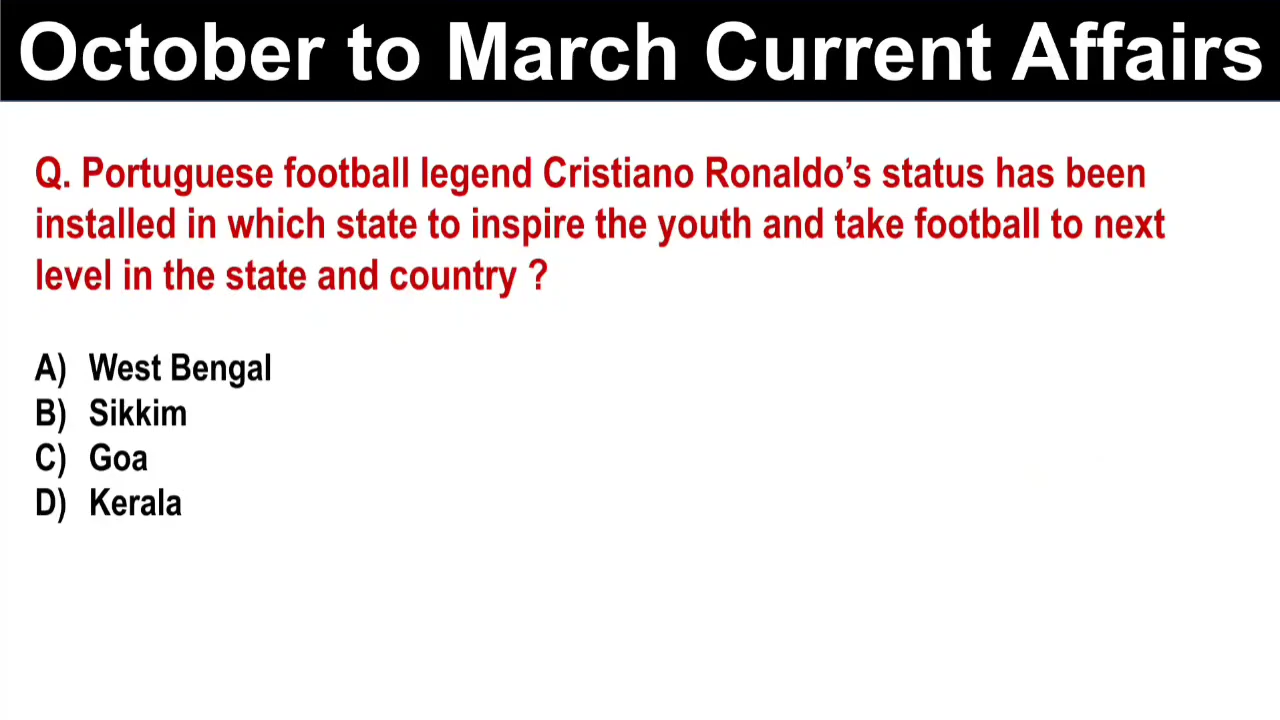 October to March Current Affairs
Q. Portuguese football legend Cristiano Ronaldo’s status has been
installed in which state to inspire the youth and take football to next
level in the state and country ?
A) West Bengal
B) Sikkim
C) Goa
D) Kerala